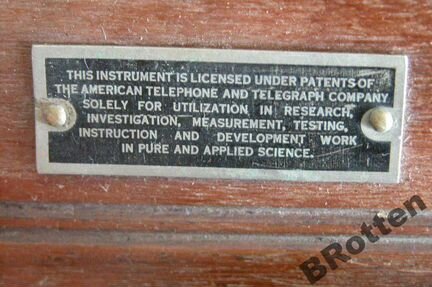 THIS INSTRUMENT IS LICENSED UNDER PATENTS OF
THE AMERICAN TELEPHONE AND TELEGRAPH COMPANY
SOLELY FOR UTILIZATION IN RESEARCH,
INVESTIGATION, MEASUREMENT, TESTING,
INSTRUCTION AND DEVELOPMENT WORK
IN PURE AND APPLIED SCIENCE.
BRotten